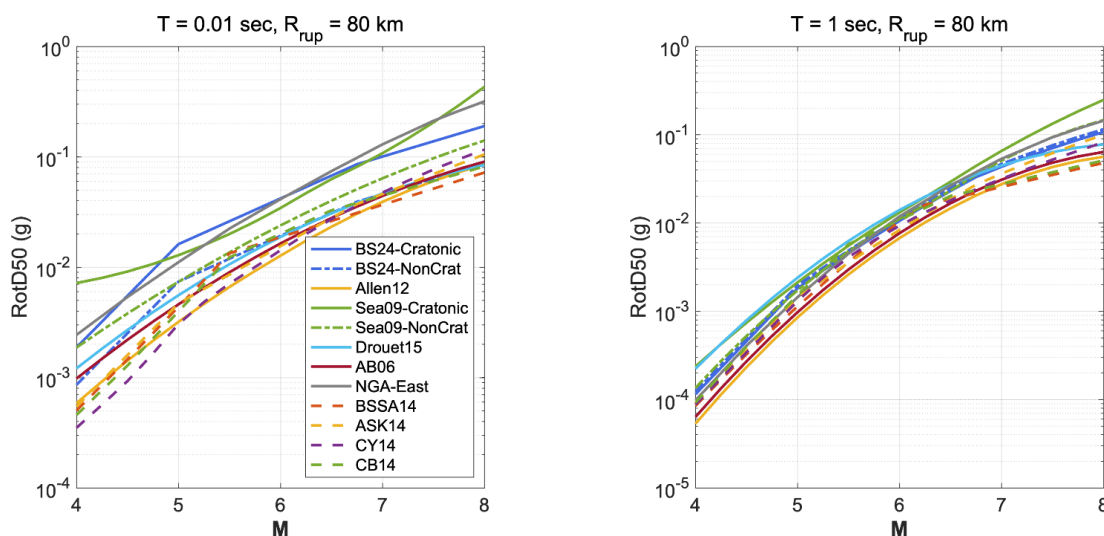 T = 0.01 sec, Rrup = 80 km
RotD50 (g)
10^0
10^-1
10^-2
10^-3
10^-4
4 5 6 7 8
M
BS24-Cratonic
BS24-NonCrat
Allen12
Sea09-Cratonic
Sea09-NonCrat
Drouet15
AB06
NGA-East
BSSA14
ASK14
CY14
CB14
T = 1 sec, Rrup = 80 km
RotD50 (g)
10^0
10^-1
10^-2
10^-3
10^-4
10^-5
4 5 6 7 8
M